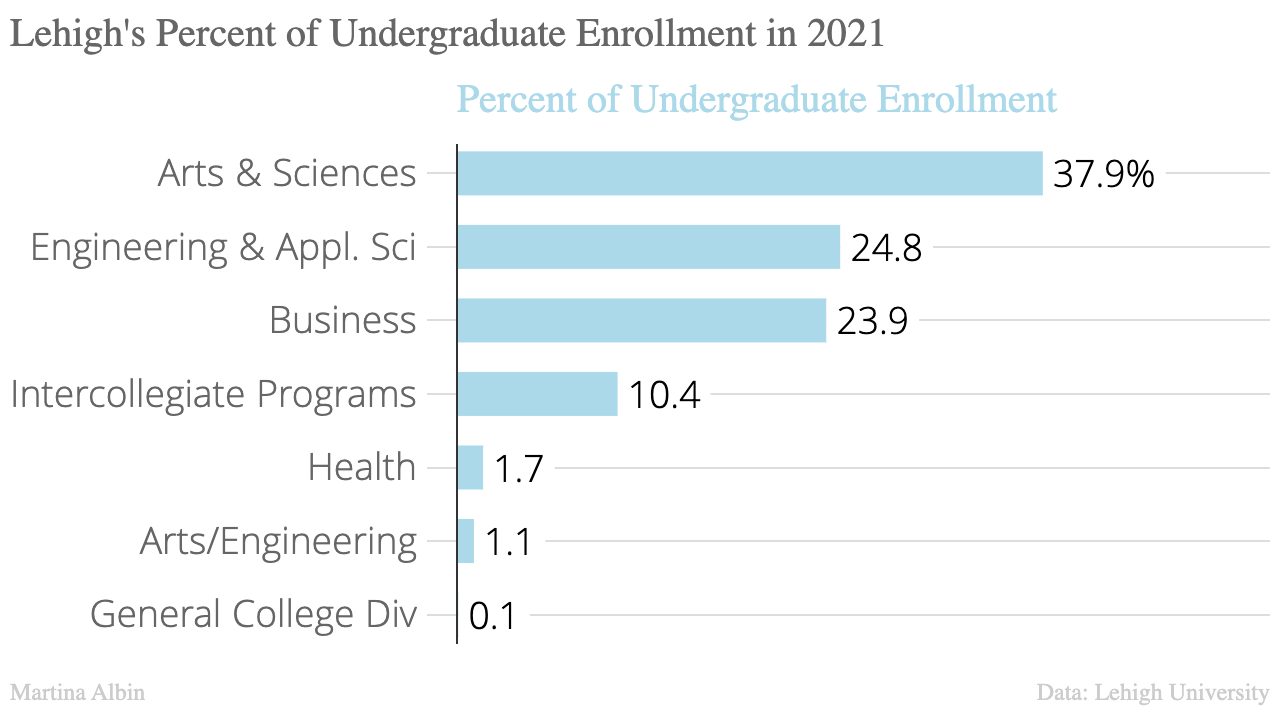 Lehigh's Percent of Undergraduate Enrollment in 2021
Percent of Undergraduate Enrollment
Arts & Sciences 37.9%
Engineering & Appl. Sci 24.8
Business 23.9
Intercollegiate Programs 10.4
Health 1.7
Arts/Engineering 1.1
General College Div 0.1
Martina Albin Data: Lehigh University